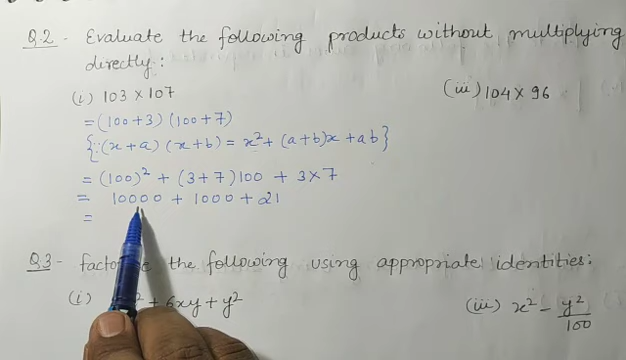 Q.2 - Evaluate the following products without multiplying
directly:
(i) 103 × 107
(iii) 104 × 96
= (100+3) (100+7)
{∵(x+a) (x+b) = x² + (a+b)x + ab}
= (100)² + (3+7)100 + 3×7
= 10000 + 1000 + 21
=
Q.3 - the following using appropriate identities:
(i) ² + 6xy + y²
(iii) x² - y²/100